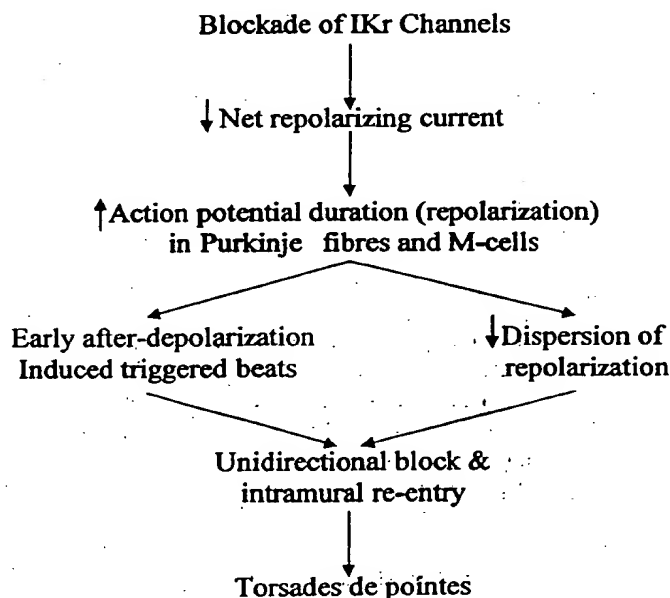 Blockade of IKr Channels
↓ Net repolarizing current
↑Action potential duration (repolarization)
in Purkinje fibres and M-cells
Early after-depolarization
Induced triggered beats
↓Dispersion of
repolarization
Unidirectional block &
intramural re-entry
Torsades de pointes